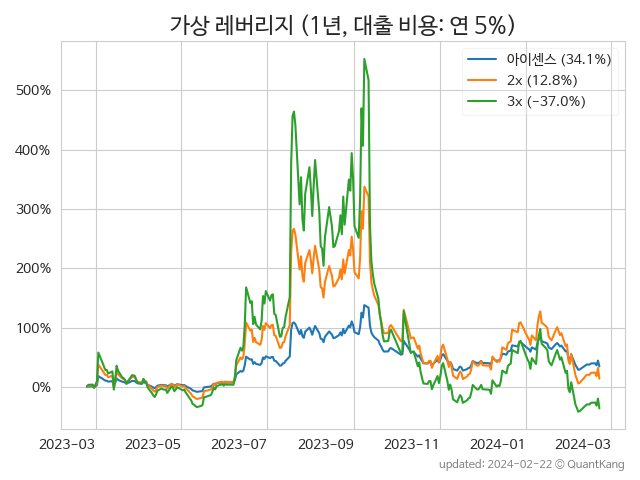 가상 레버리지 (1년, 대출 비용: 연 5%)
아이센스 (34.1%)
2x (12.8%)
3x (-37.0%)
500%
400%
300%
200%
100%
0%
2023-03 2023-05 2023-07 2023-09 2023-11 2024-01 2024-03
updated: 2024-02-22 © QuantKang